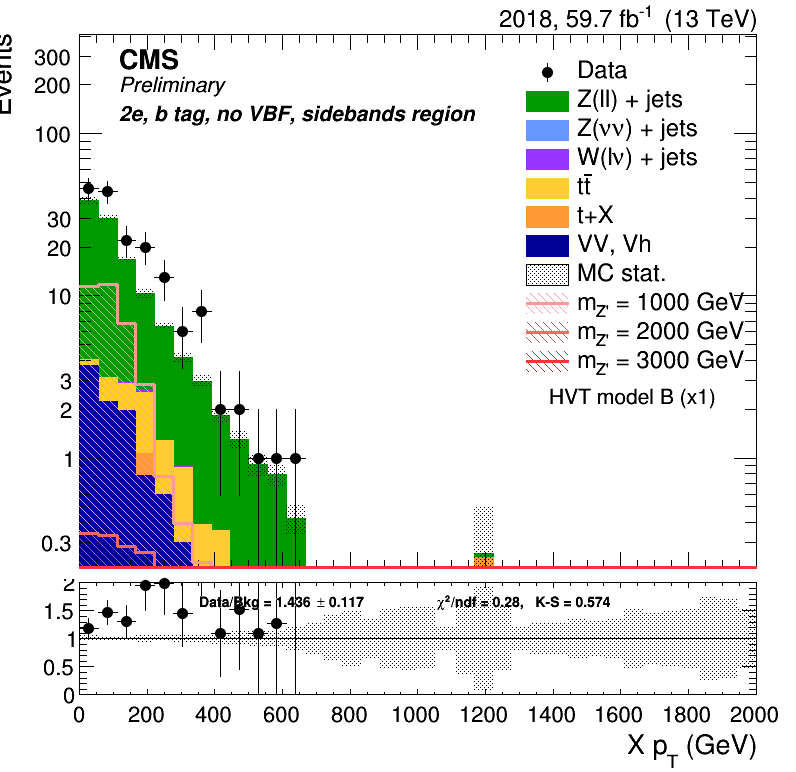 2018, 59.7 fb⁻¹ (13 TeV)
Events
CMS
Preliminary
2e, b tag, no VBF, sidebands region
Data
Z(ll) + jets
Z(νν) + jets
W(lν) + jets
tt̄
t+X
VV, Vh
MC stat.
m_Z' = 1000 GeV
m_Z' = 2000 GeV
m_Z' = 3000 GeV
HVT model B (x1)
300
200
100
30
20
10
3
2
1
0.3
Data/Bkg = 1.436 ± 0.117
χ²/ndf = 0.28, K-S = 0.574
2
1.5
1
0.5
0
0 200 400 600 800 1000 1200 1400 1600 1800 2000
X p_T (GeV)